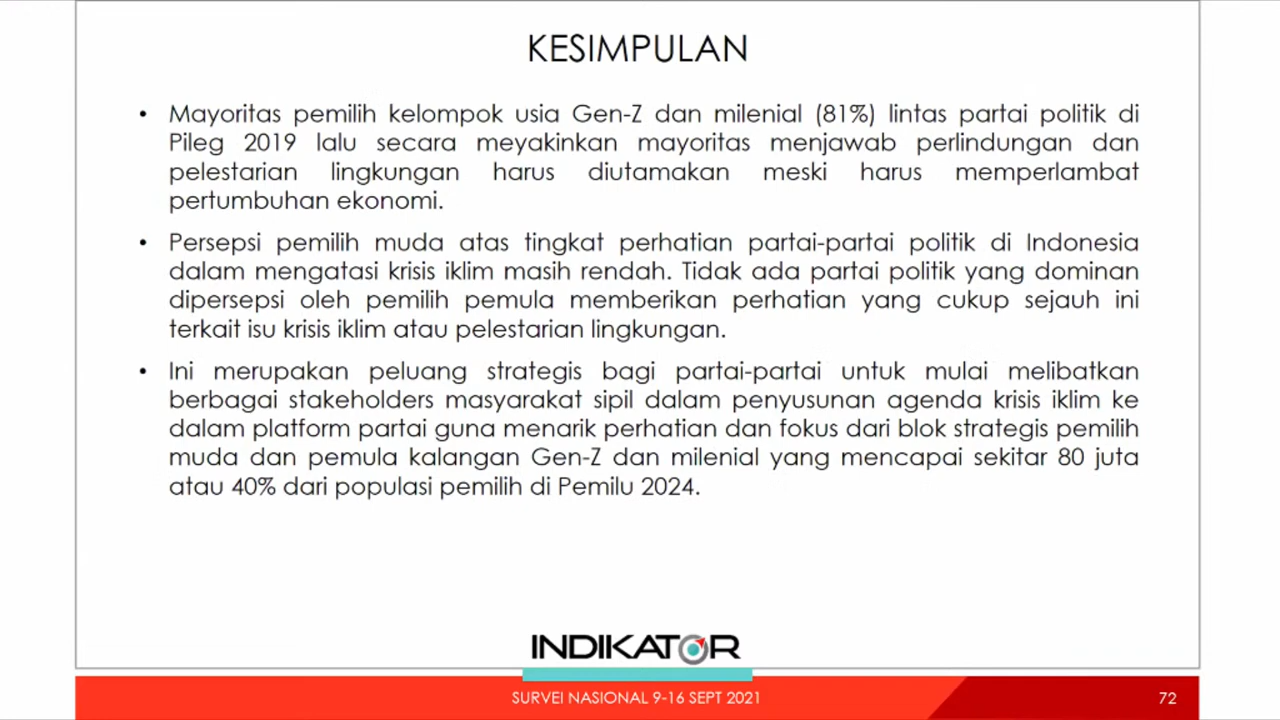 KESIMPULAN
• Mayoritas pemilih kelompok usia Gen-Z dan milenial (81%) lintas partai politik di
Pileg 2019 lalu secara meyakinkan mayoritas menjawab perlindungan dan
pelestarian lingkungan harus diutamakan meski harus memperlambat
pertumbuhan ekonomi.
• Persepsi pemilih muda atas tingkat perhatian partai-partai politik di Indonesia
dalam mengatasi krisis iklim masih rendah. Tidak ada partai politik yang dominan
dipersepsi oleh pemilih pemula memberikan perhatian yang cukup sejauh ini
terkait isu krisis iklim atau pelestarian lingkungan.
• Ini merupakan peluang strategis bagi partai-partai untuk mulai melibatkan
berbagai stakeholders masyarakat sipil dalam penyusunan agenda krisis iklim ke
dalam platform partai guna menarik perhatian dan fokus dari blok strategis pemilih
muda dan pemula kalangan Gen-Z dan milenial yang mencapai sekitar 80 juta
atau 40% dari populasi pemilih di Pemilu 2024.
INDIKATOR
SURVEI NASIONAL 9-16 SEPT 2021
72